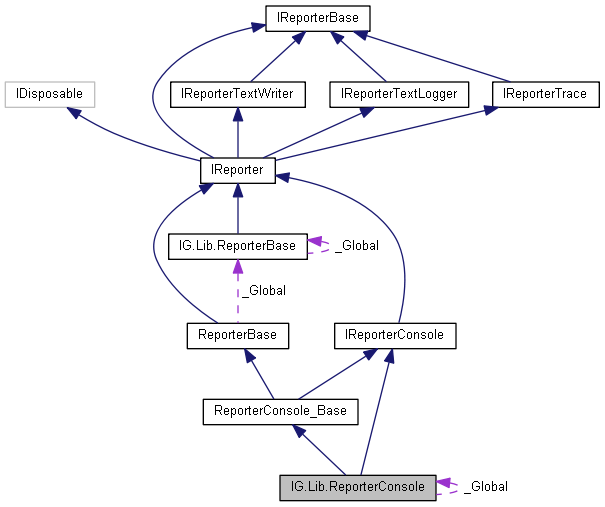 IReporterBase
IDisposable
IReporterTextWriter
IReporterTextLogger
IReporterTrace
IReporter
IG.Lib.ReporterBase
_Global
_Global
ReporterBase
IReporterConsole
ReporterConsole_Base
IG.Lib.ReporterConsole
_Global